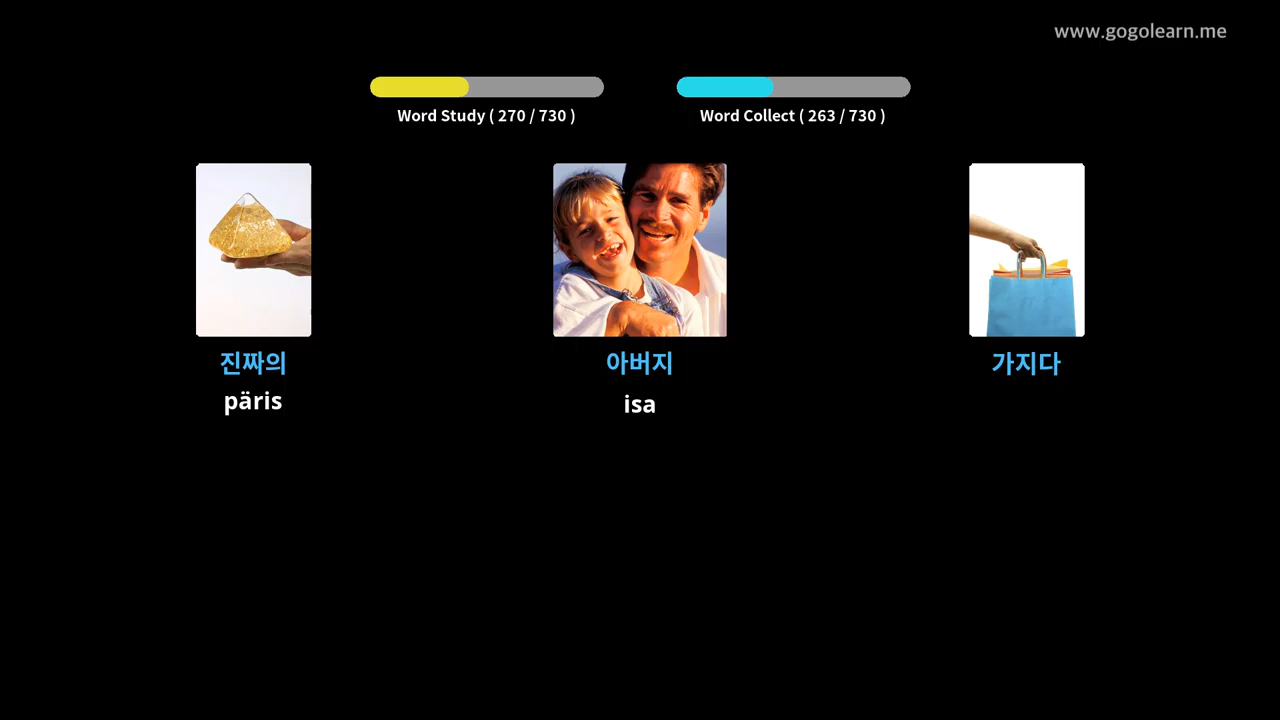 www.gogolearn.me
Word Study ( 270 / 730 )
Word Collect ( 263 / 730 )
진짜의
아버지
가지다
päris
isa